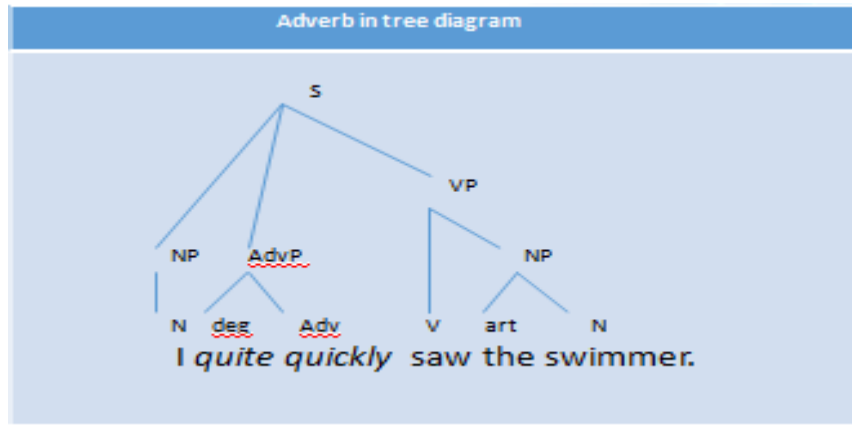 Adverb in tree diagram
S
VP
NP AdvP NP
N deg Adv V art N
I quite quickly saw the swimmer.